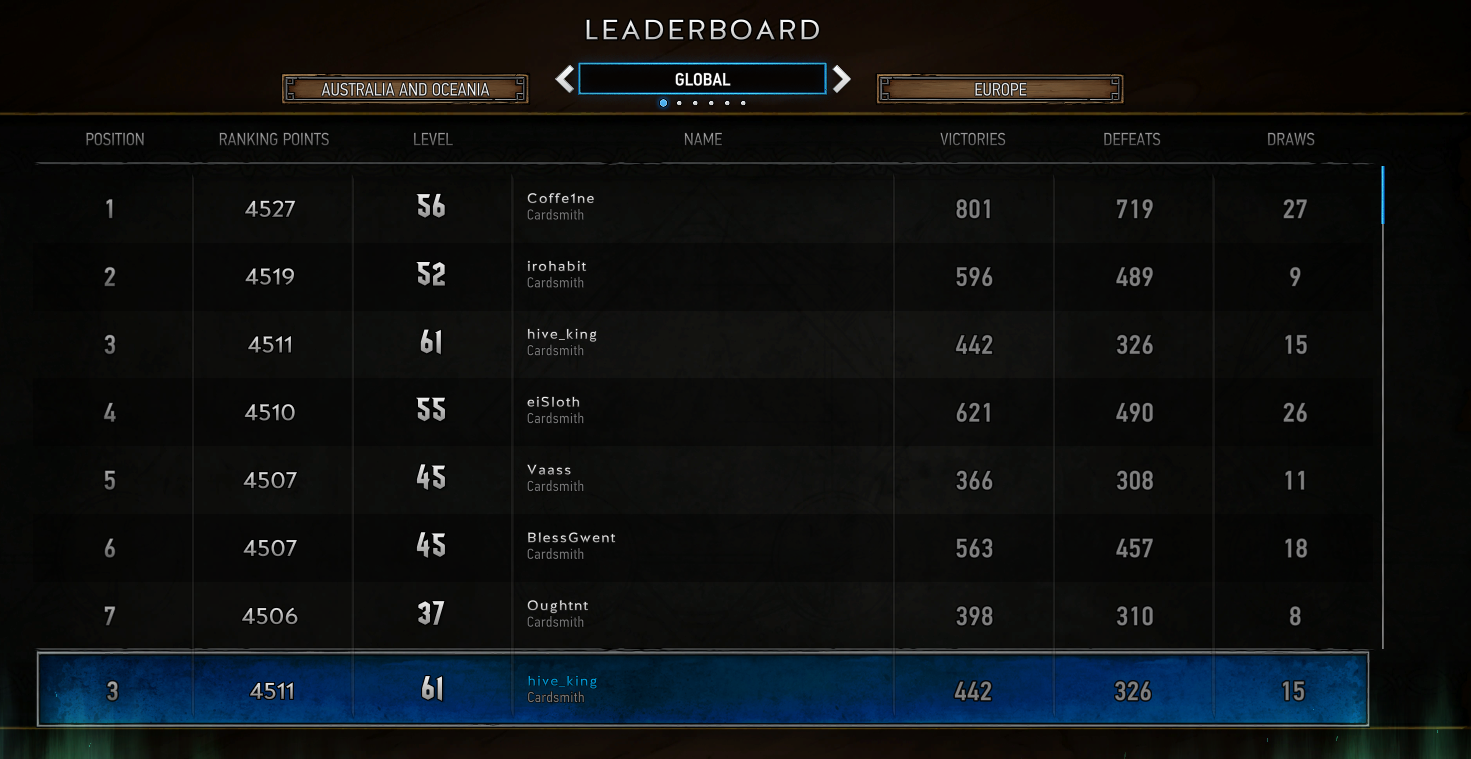 LEADERBOARD
AUSTRALIA AND OCEANIA GLOBAL EUROPE
POSITION RANKING POINTS LEVEL NAME VICTORIES DEFEATS DRAWS
1 4527 56 Coffe1ne 801 719 27
Cardsmith
2 4519 52 irohabit 596 489 9
Cardsmith
3 4511 61 hive_king 442 326 15
Cardsmith
4 4510 55 eiSloth 621 490 26
Cardsmith
5 4507 45 Vaass 366 308 11
Cardsmith
6 4507 45 BlessGwent 563 457 18
Cardsmith
7 4506 37 Oughtnt 398 310 8
Cardsmith
3 4511 61 hive_king 442 326 15
Cardsmith